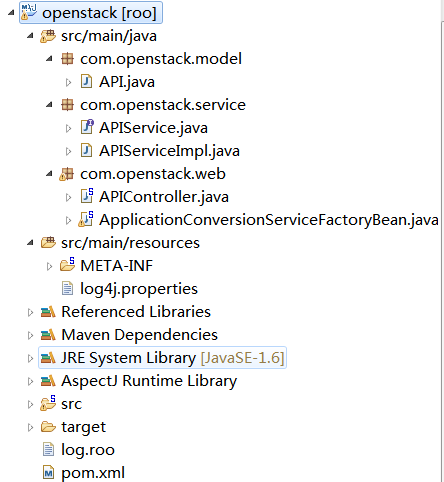 openstack [roo]
src/main/java
com.openstack.model
API.java
com.openstack.service
APIService.java
APIServiceImpl.java
com.openstack.web
APIController.java
ApplicationConversionServiceFactoryBean.java
src/main/resources
META-INF
log4j.properties
Referenced Libraries
Maven Dependencies
JRE System Library [JavaSE-1.6]
AspectJ Runtime Library
src
target
log.roo
pom.xml